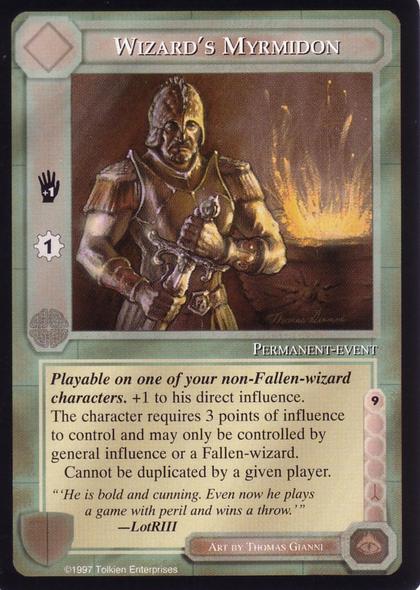 WIZARD'S MYRMIDON
+1
1
Thomas Gianni
PERMANENT-EVENT
Playable on one of your non-Fallen-wizard
characters. +1 to his direct influence.
The character requires 3 points of influence
to control and may only be controlled by
general influence or a Fallen-wizard.
Cannot be duplicated by a given player.
"'He is bold and cunning. Even now he plays
a game with peril and wins a throw.'"
—LotRIII
9
ART BY THOMAS GIANNI
©1997 Tolkien Enterprises